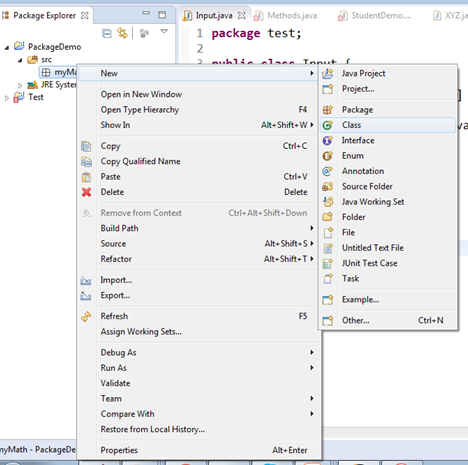 Package Explorer
Input.java
Methods.java
StudentDemo.
XYZ.ja
PackageDemo
src
myMa
JRE System
Test
1 package test;
2
3 public class Input {
New
Open in New Window
Open Type Hierarchy F4
Show In Alt+Shift+W
Copy Ctrl+C
Copy Qualified Name
Paste Ctrl+V
Delete Delete
Remove from Context Ctrl+Alt+Shift+Down
Build Path
Source Alt+Shift+S
Refactor Alt+Shift+T
Import...
Export...
Refresh F5
Assign Working Sets...
Debug As
Run As
Validate
Team
Compare With
Restore from Local History...
Properties Alt+Enter
Java Project
Project...
Package
Class
Interface
Enum
Annotation
Source Folder
Java Working Set
Folder
File
Untitled Text File
JUnit Test Case
Task
Example...
Other... Ctrl+N
]
va
myMath - PackageDe